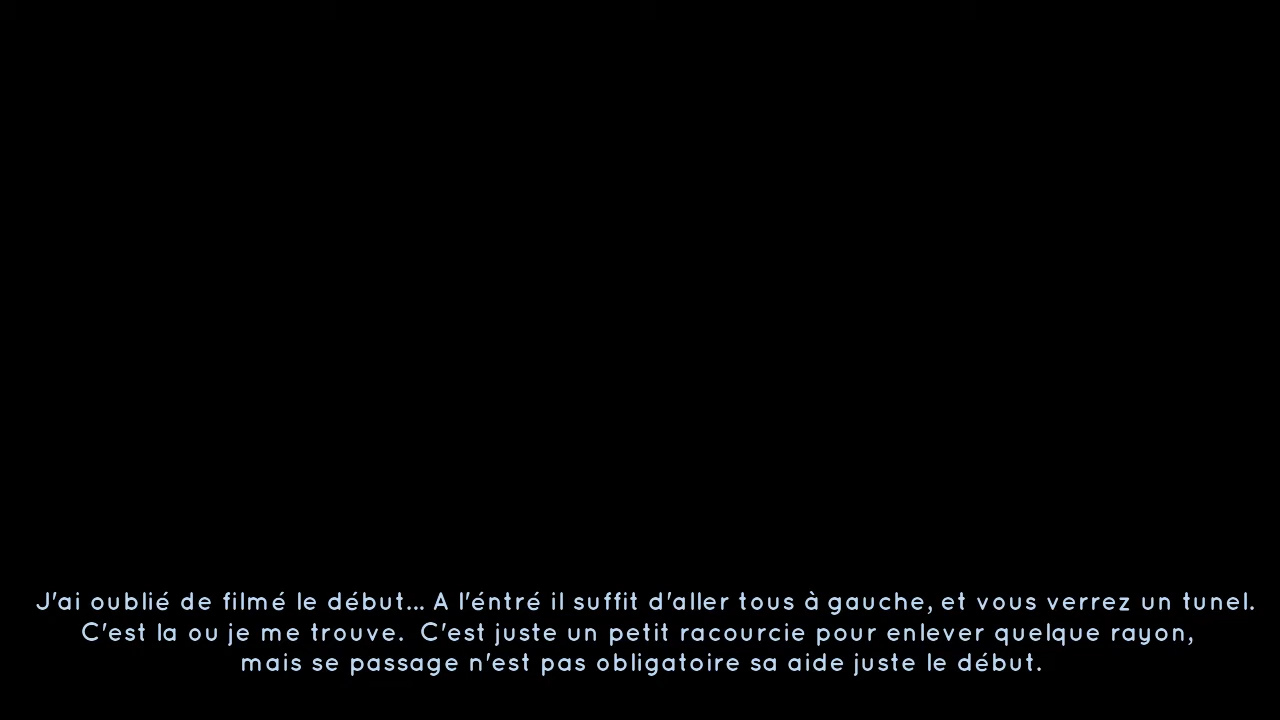 J'ai oublié de filmé le début... A l'éntré il suffit d'aller tous à gauche, et vous verrez un tunel.
C'est la ou je me trouve. C'est juste un petit racourcie pour enlever quelque rayon,
mais se passage n'est pas obligatoire sa aide juste le début.